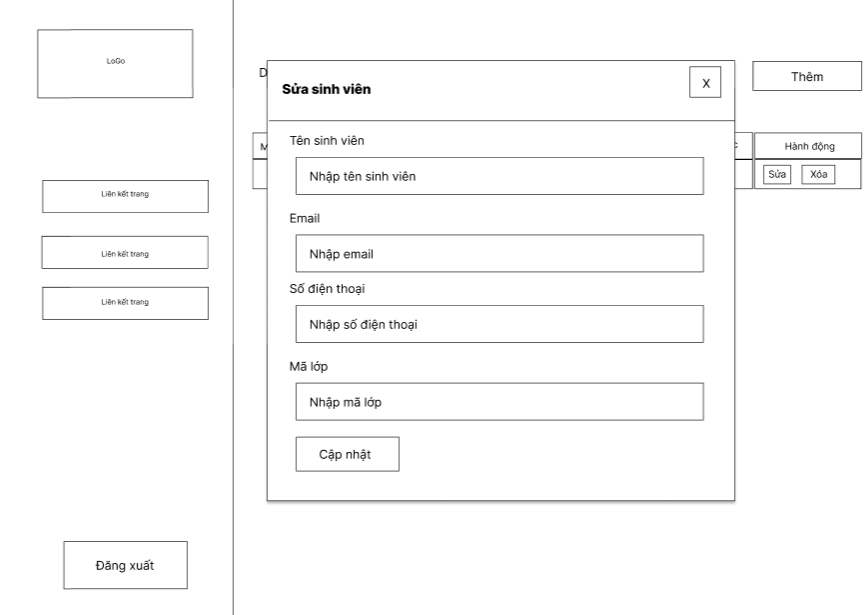 LoGo
Liên kết trang
Liên kết trang
Liên kết trang
Đăng xuất
D
Thêm
M
Hành động
Sửa
Xóa
Sửa sinh viên
X
Tên sinh viên
Nhập tên sinh viên
Email
Nhập email
Số điện thoại
Nhập số điện thoại
Mã lớp
Nhập mã lớp
Cập nhật